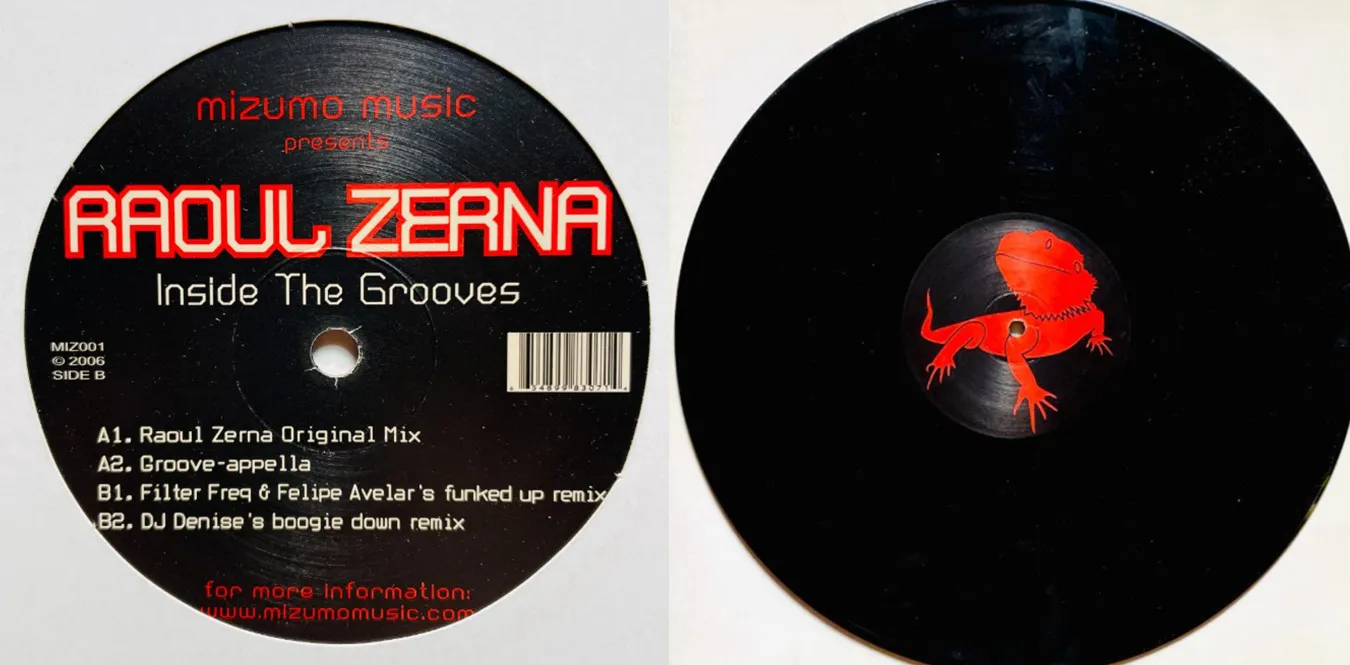 mizumo music
presents
RAOUL ZERNA
Inside The Grooves
MIZ001
© 2006
SIDE B
A1. Raoul Zerna Original Mix
A2. Groove-appella
B1. Filter Freq & Felipe Avelar's funked up remix
B2. DJ Denise's boogie down remix
for more information:
www.mizumomusic.com